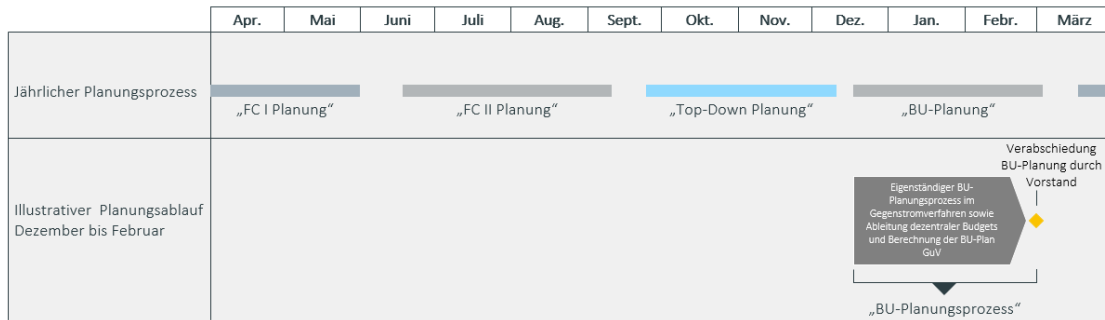 Apr. Mai Juni Juli Aug. Sept. Okt. Nov. Dez. Jan. Febr. März
Jährlicher Planungsprozess
„FC I Planung“ „FC II Planung“ „Top-Down Planung“ „BU-Planung“
Verabschiedung
BU-Planung durch
Vorstand
Illustrativer Planungsablauf
Dezember bis Februar
Eigenständiger BU-
Planungsprozess im
Gegenstromverfahren sowie
Ableitung dezentraler Budgets
und Berechnung der BU-Plan
GuV
„BU-Planungsprozess“